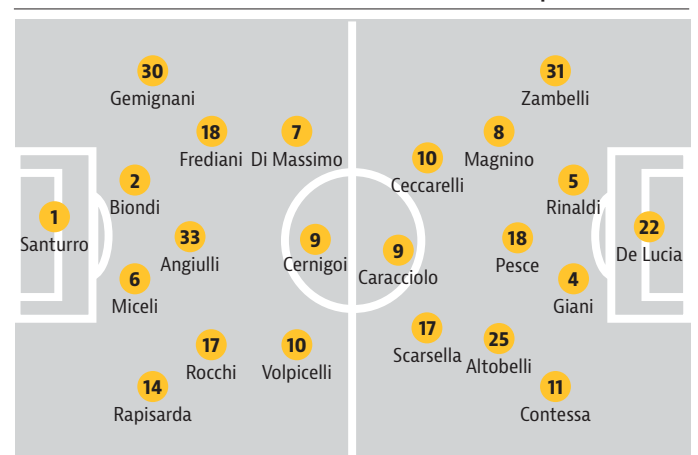 30
Gemignani
18
Frediani
7
Di Massimo
2
Biondi
1
Santurro
33
Angiulli
9
Cernigoi
6
Miceli
17
Rocchi
10
Volpicelli
14
Rapisarda
31
Zambelli
8
Magnino
10
Ceccarelli
5
Rinaldi
22
De Lucia
18
Pesce
9
Caracciolo
4
Giani
17
Scarsella
25
Altobelli
11
Contessa